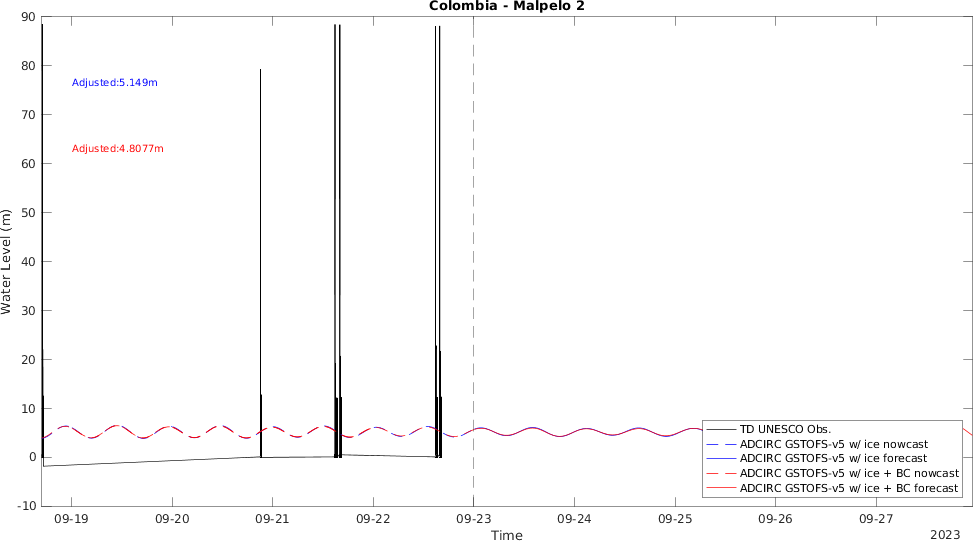 Colombia - Malpelo 2
90
80
70
60
50
40
30
20
10
0
-10
Water Level (m)
Adjusted:5.149m
Adjusted:4.8077m
TD UNESCO Obs.
ADCIRC GSTOFS-v5 w/ ice nowcast
ADCIRC GSTOFS-v5 w/ ice forecast
ADCIRC GSTOFS-v5 w/ ice + BC nowcast
ADCIRC GSTOFS-v5 w/ ice + BC forecast
09-19 09-20 09-21 09-22 09-23 09-24 09-25 09-26 09-27
Time
2023